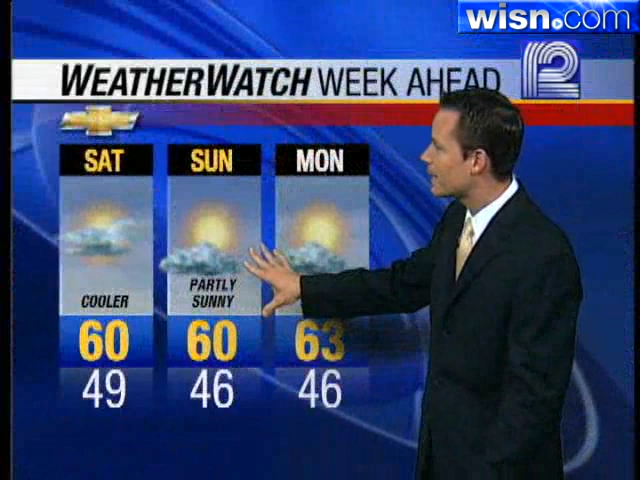 wisn.com
WEATHERWATCH WEEK AHEAD 12
SAT SUN MON
COOLER
PARTLY
SUNNY
60 60 63
49 46 46